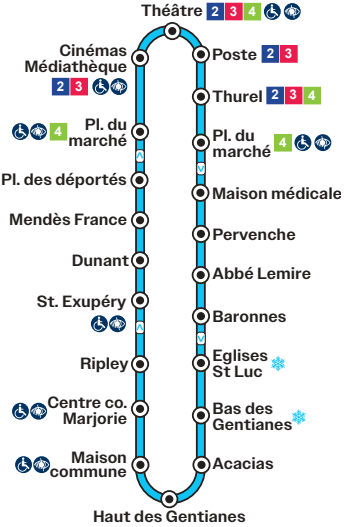 Théâtre 2 3 4
Cinémas
Médiathèque
2 3
Poste 2 3
Thurel 2 3 4
4 Pl. du
marché
Pl. du
marché 4
Pl. des déportés
Maison médicale
Mendès France
Pervenche
Dunant
Abbé Lemire
St. Exupéry
Baronnes
Ripley
Eglises
St Luc
Centre co.
Marjorie
Bas des
Gentianes
Maison
commune
Acacias
Haut des Gentianes